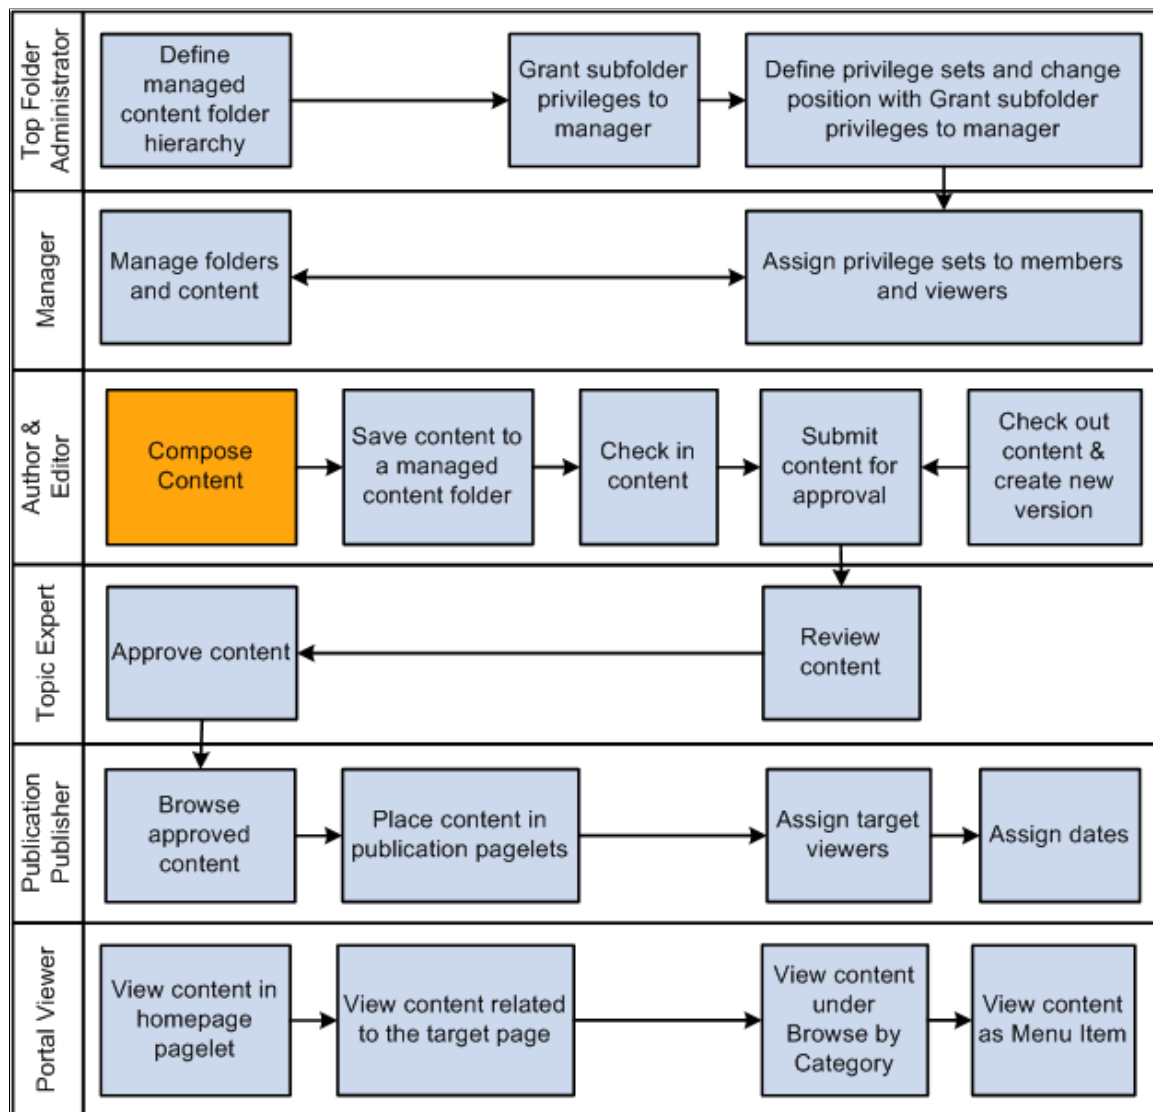 Top Folder
Administrator
Define
managed
content folder
hierarchy
Grant subfolder
privileges to
manager
Define privilege sets and change
position with Grant subfolder
privileges to manager
Manager
Manage folders
and content
Assign privilege sets to members
and viewers
Author &
Editor
Compose
Content
Save content to
a managed
content folder
Check in
content
Submit
content for
approval
Check out
content &
create new
version
Topic Expert
Approve content
Review
content
Publication
Publisher
Browse
approved
content
Place content in
publication pagelets
Assign target
viewers
Assign dates
Portal Viewer
View content in
homepage
pagelet
View content related
to the target page
View content
under
Browse by
Category
View content
as Menu Item